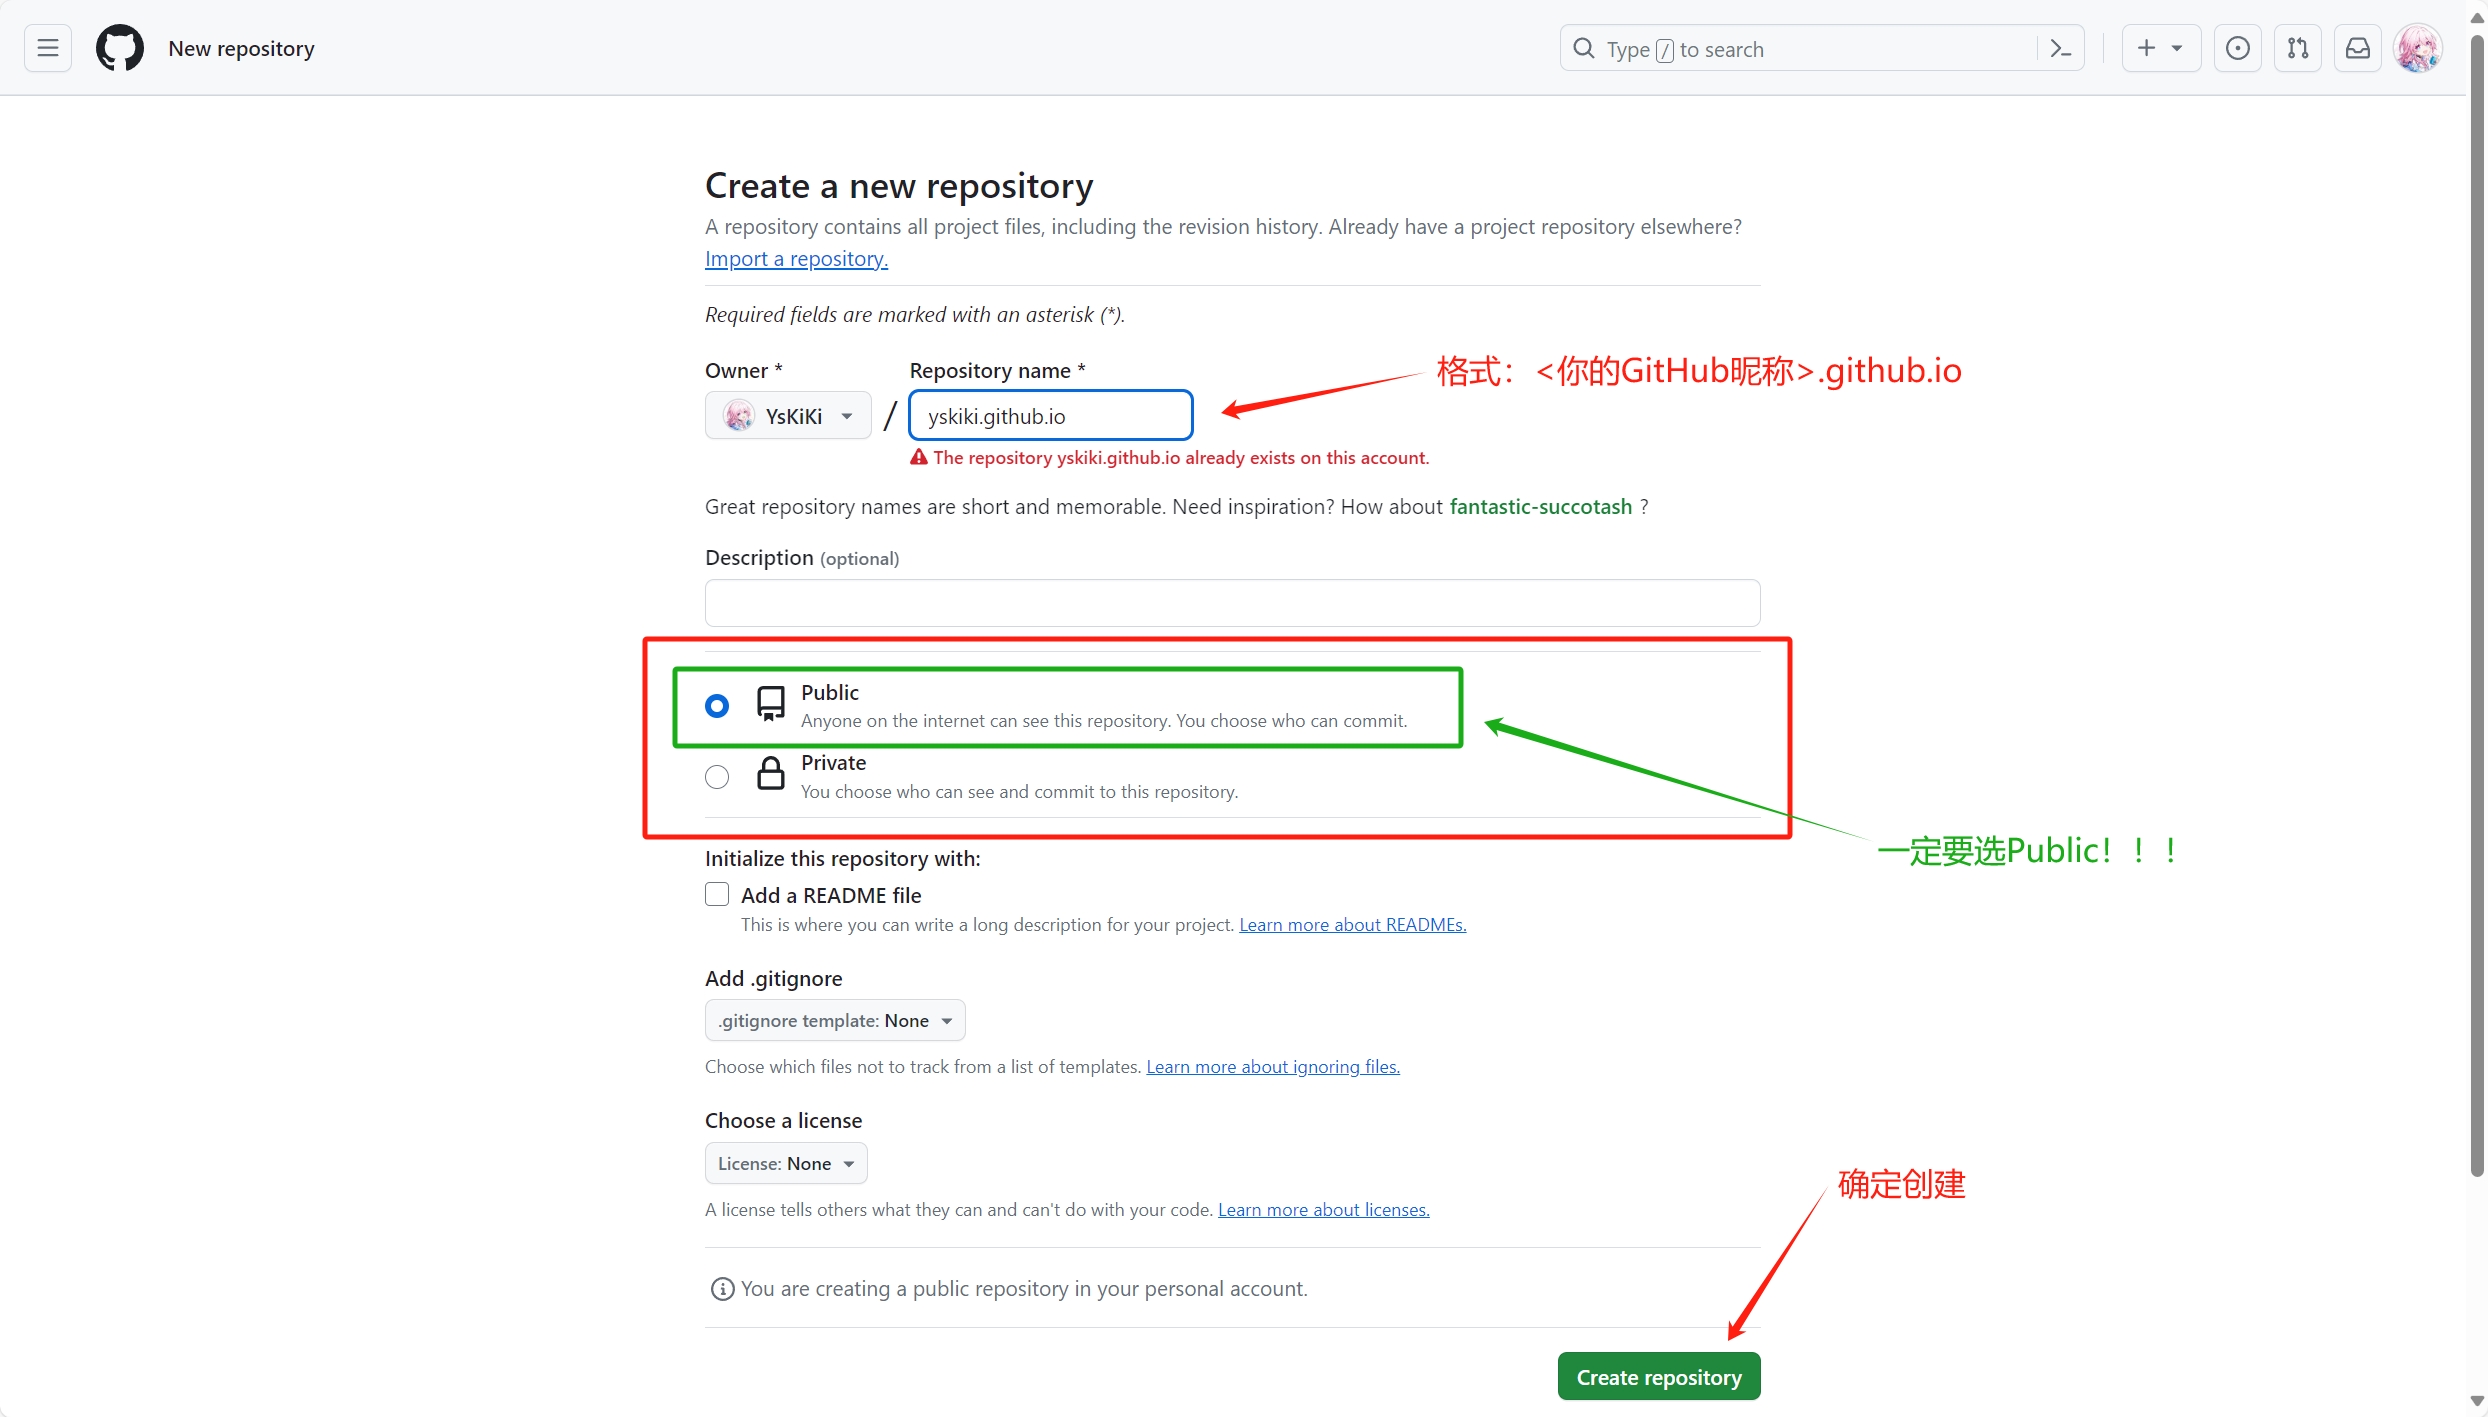 New repository
Type / to search
Create a new repository
A repository contains all project files, including the revision history. Already have a project repository elsewhere?
Import a repository.
Required fields are marked with an asterisk (*).
Owner *
Repository name *
格式：<你的GitHub昵称>.github.io
YsKiKi
/
yskiki.github.io
The repository yskiki.github.io already exists on this account.
Great repository names are short and memorable. Need inspiration? How about fantastic-succotash ?
Description (optional)
Public
Anyone on the internet can see this repository. You choose who can commit.
Private
You choose who can see and commit to this repository.
一定要选Public！！！
Initialize this repository with:
Add a README file
This is where you can write a long description for your project. Learn more about READMEs.
Add .gitignore
.gitignore template: None
Choose which files not to track from a list of templates. Learn more about ignoring files.
Choose a license
License: None
确定创建
A license tells others what they can and can't do with your code. Learn more about licenses.
You are creating a public repository in your personal account.
Create repository